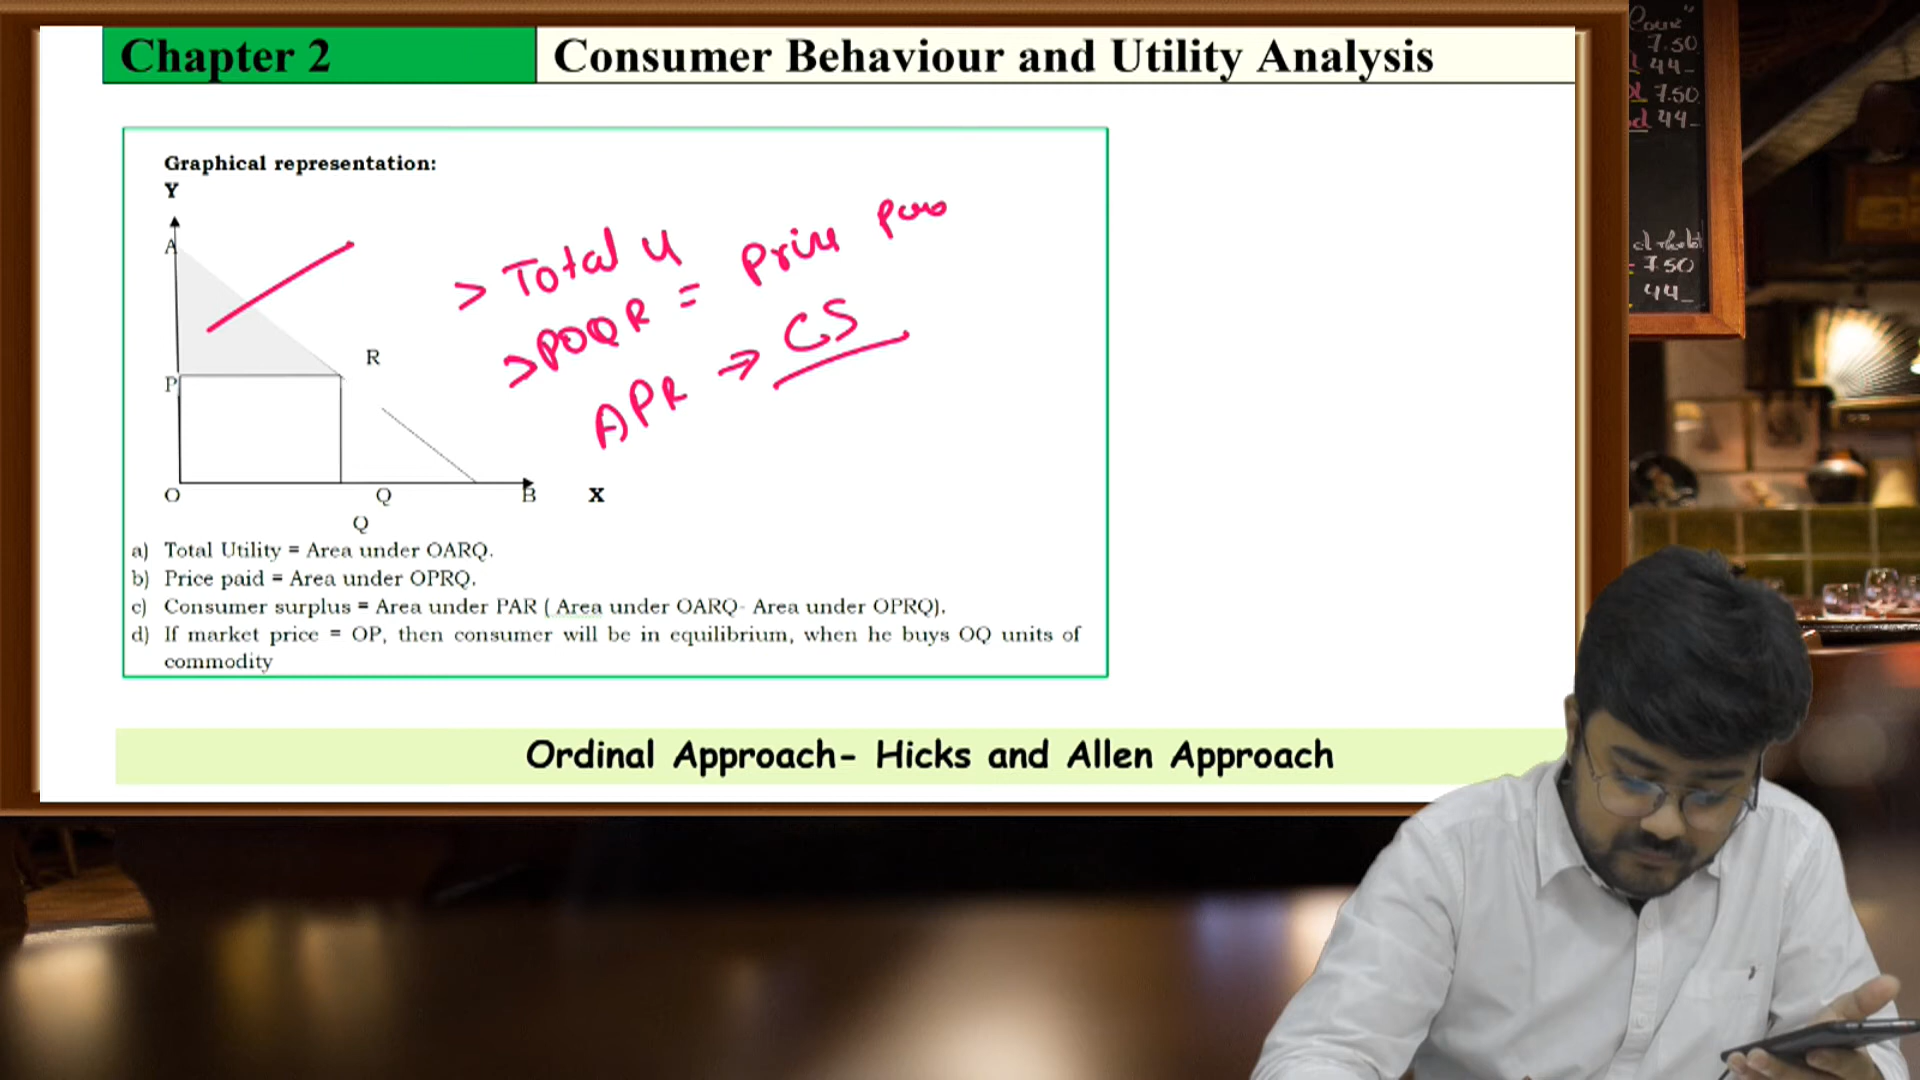 Chapter 2
Consumer Behaviour and Utility Analysis
Graphical representation:
Y
A
> Total u
> POQR = Price
APR → CS
R
P
O
Q
B
X
Q
a) Total Utility = Area under OARQ.
b) Price paid = Area under OPRQ.
c) Consumer surplus = Area under PAR ( Area under OARQ- Area under OPRQ).
d) If market price = OP, then consumer will be in equilibrium, when he buys OQ units of
commodity
Ordinal Approach- Hicks and Allen Approach
7.50
44-
7.50
44-
7.50
44-